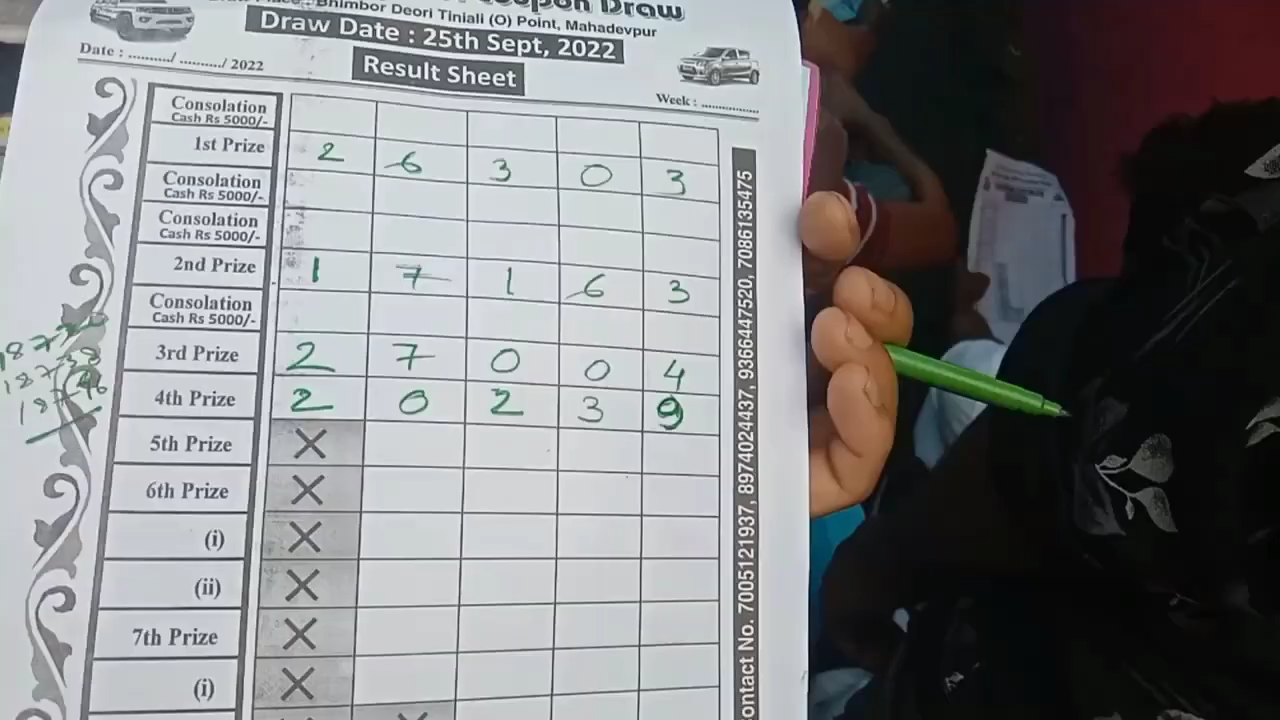 Coupon Draw
Bhimbor Deori Tiniali (O) Point, Mahadevpur
Draw Date : 25th Sept, 2022
Date : ........../ ........../ 2022
Result Sheet
Week : ..............
Consolation
Cash Rs 5000/-
1st Prize 2 6 3 0 3
Consolation
Cash Rs 5000/-
Consolation
Cash Rs 5000/-
2nd Prize 1 7 1 6 3
Consolation
Cash Rs 5000/-
3rd Prize 2 7 0 0 4
4th Prize 2 0 2 3 9
5th Prize X
6th Prize X
(i) X
(ii) X
7th Prize X
(i) X
ontact No. 7005121937, 8974024437, 9366447520, 7086135475